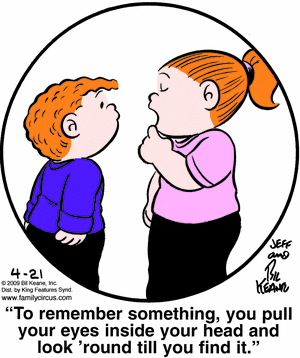 4-21
©2009 Bil Keane, Inc.
Dist. by King Features Synd.
www.familycircus.com
JEFF
and
BIL
KEANE
"To remember something, you pull
your eyes inside your head and
look 'round till you find it."